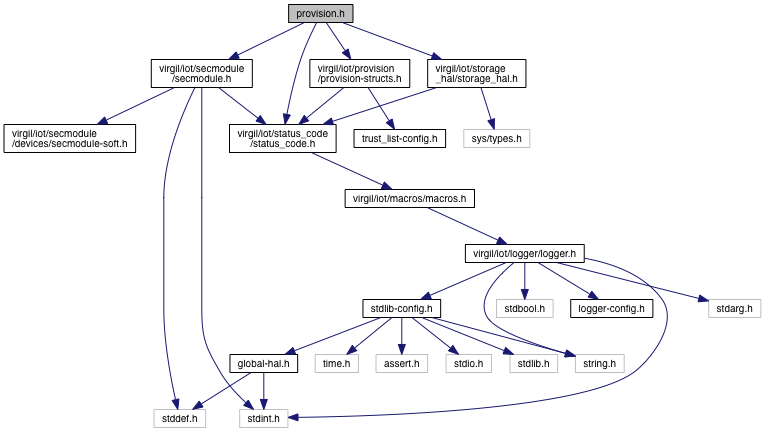 provision.h
virgil/iot/secmodule
/secmodule.h
virgil/iot/provision
/provision-structs.h
virgil/iot/storage
_hal/storage_hal.h
virgil/iot/secmodule
/devices/secmodule-soft.h
virgil/iot/status_code
/status_code.h
trust_list-config.h
sys/types.h
virgil/iot/macros/macros.h
virgil/iot/logger/logger.h
stdlib-config.h
stdbool.h
logger-config.h
stdarg.h
global-hal.h
time.h
assert.h
stdio.h
stdlib.h
string.h
stddef.h
stdint.h